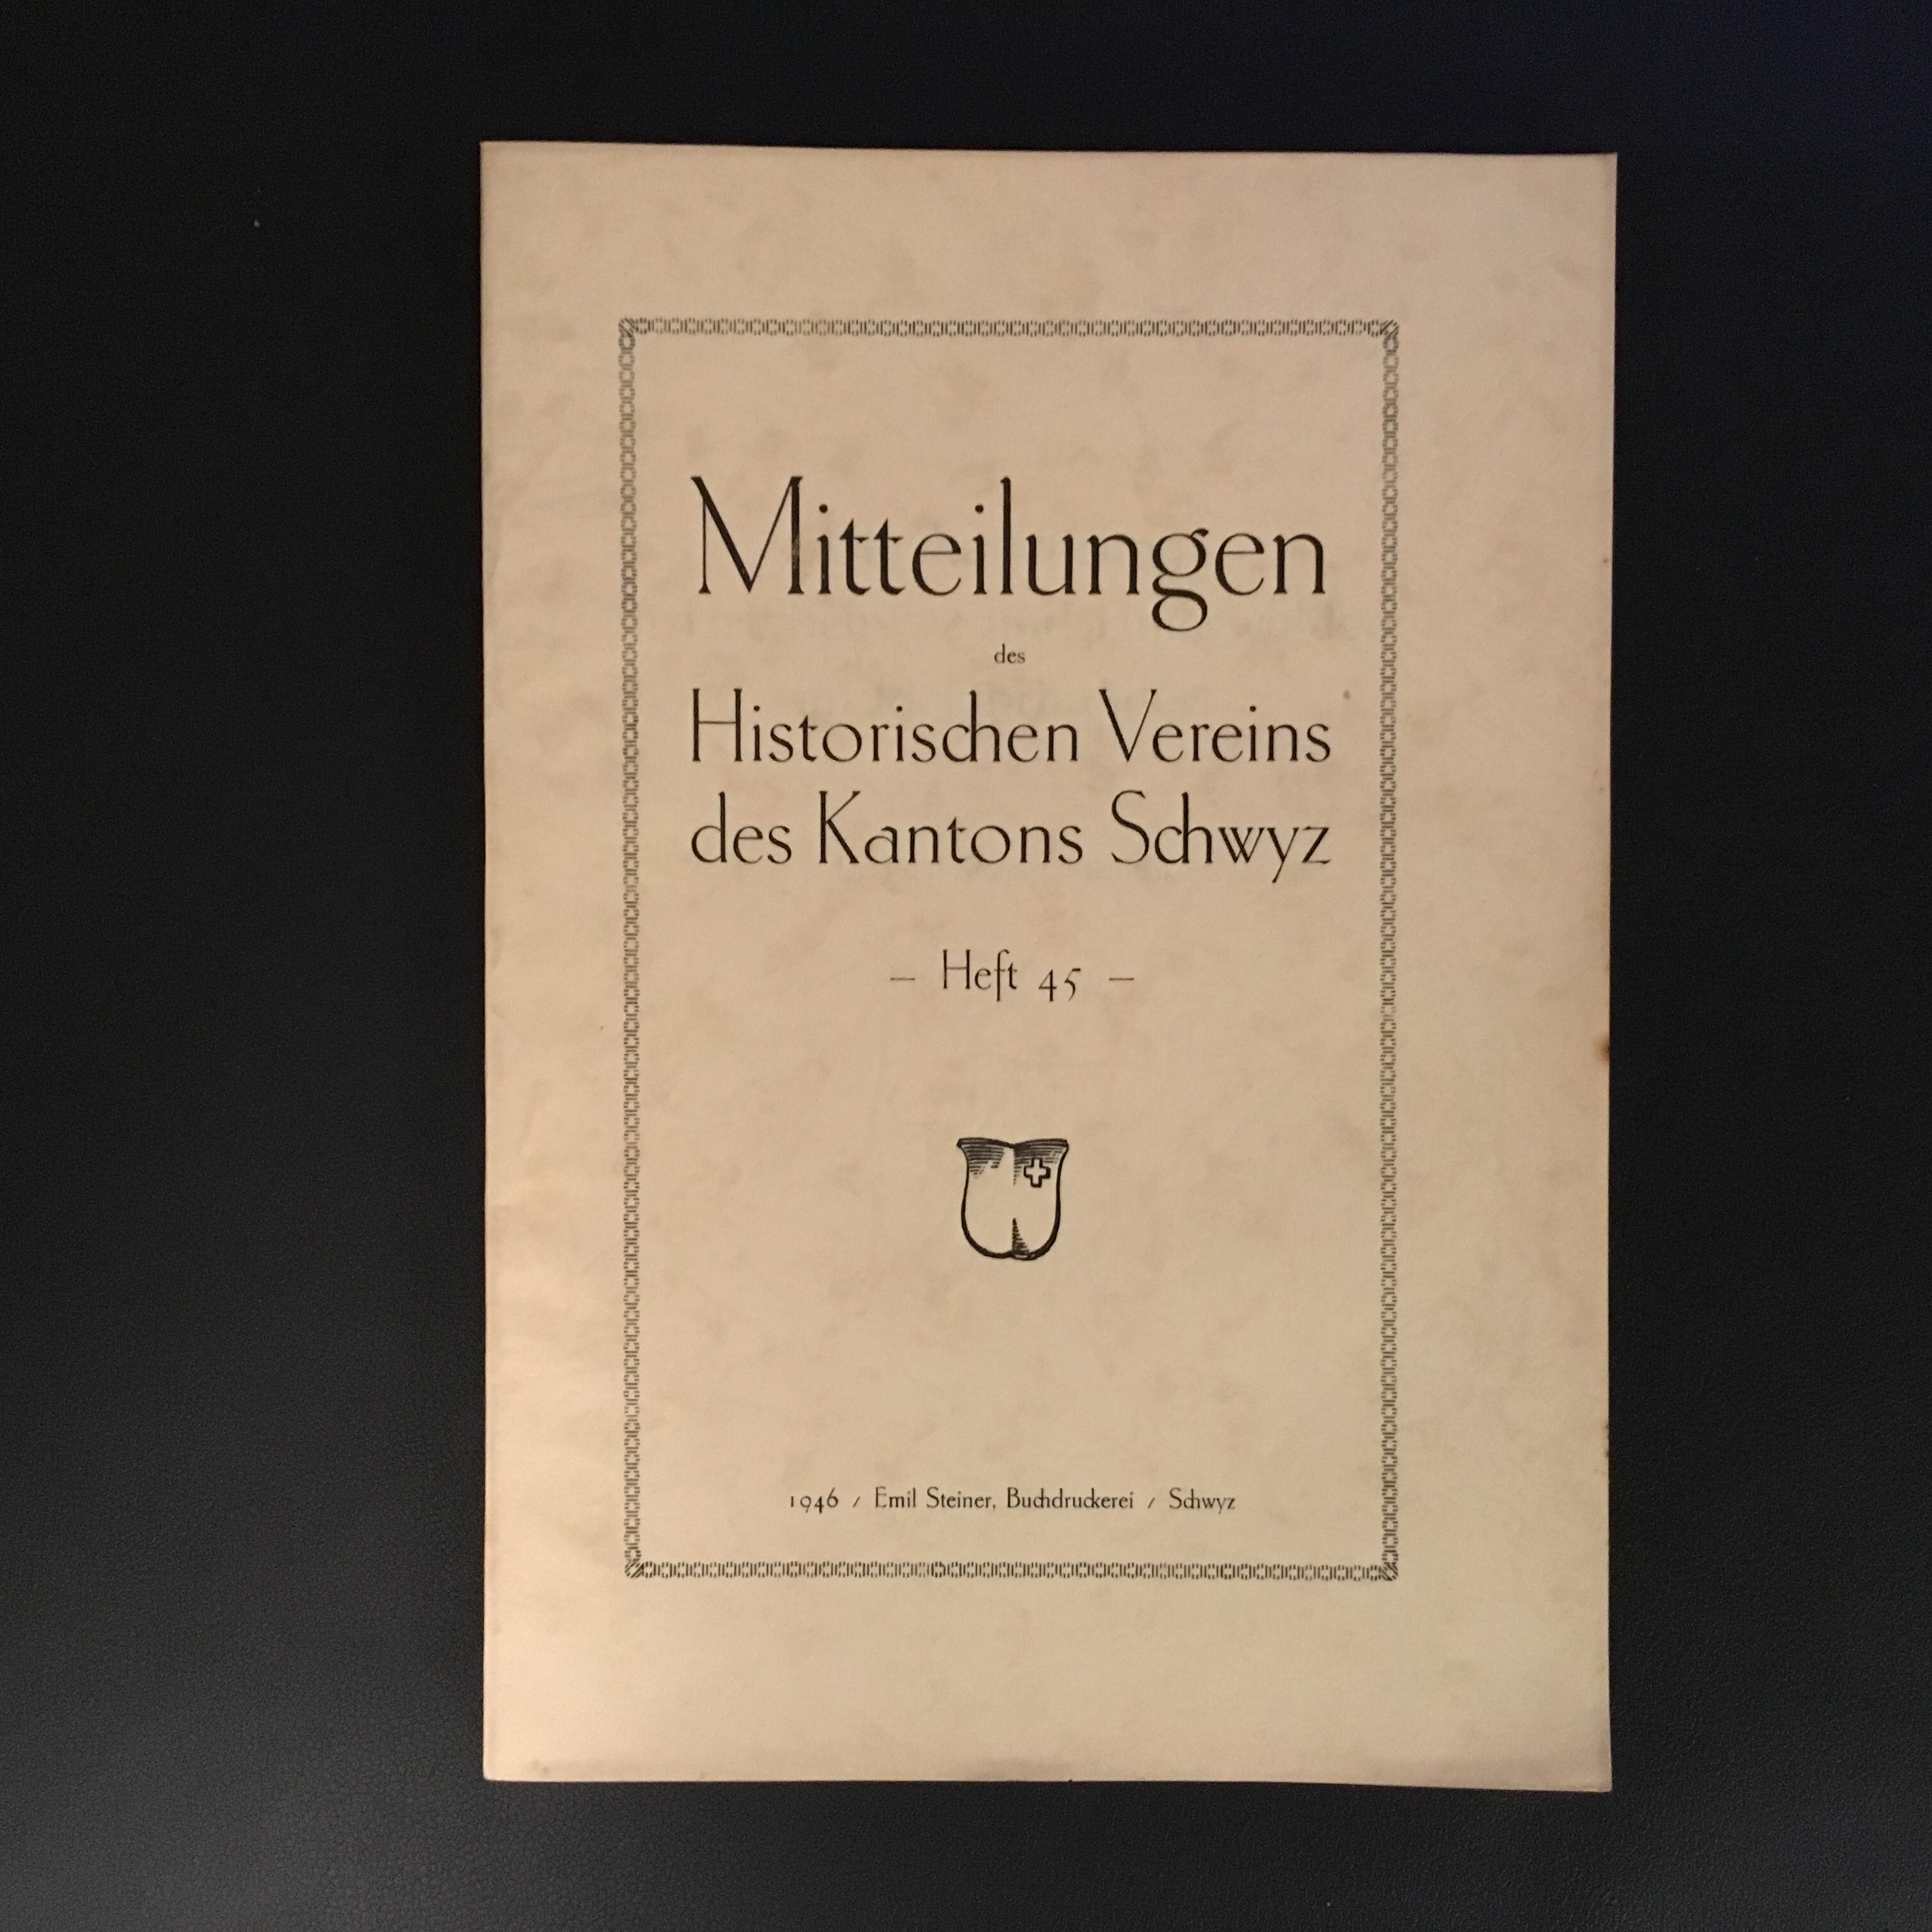 Mitteilungen
des
Historischen Vereins
des Kantons Schwyz
– Heft 45 –
1946 / Emil Steiner, Buchdruckerei / Schwyz